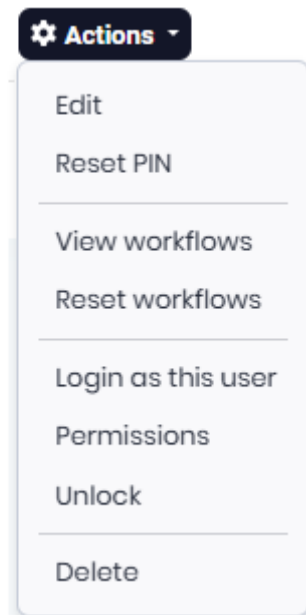 Actions
Edit
Reset PIN
View workflows
Reset workflows
Login as this user
Permissions
Unlock
Delete